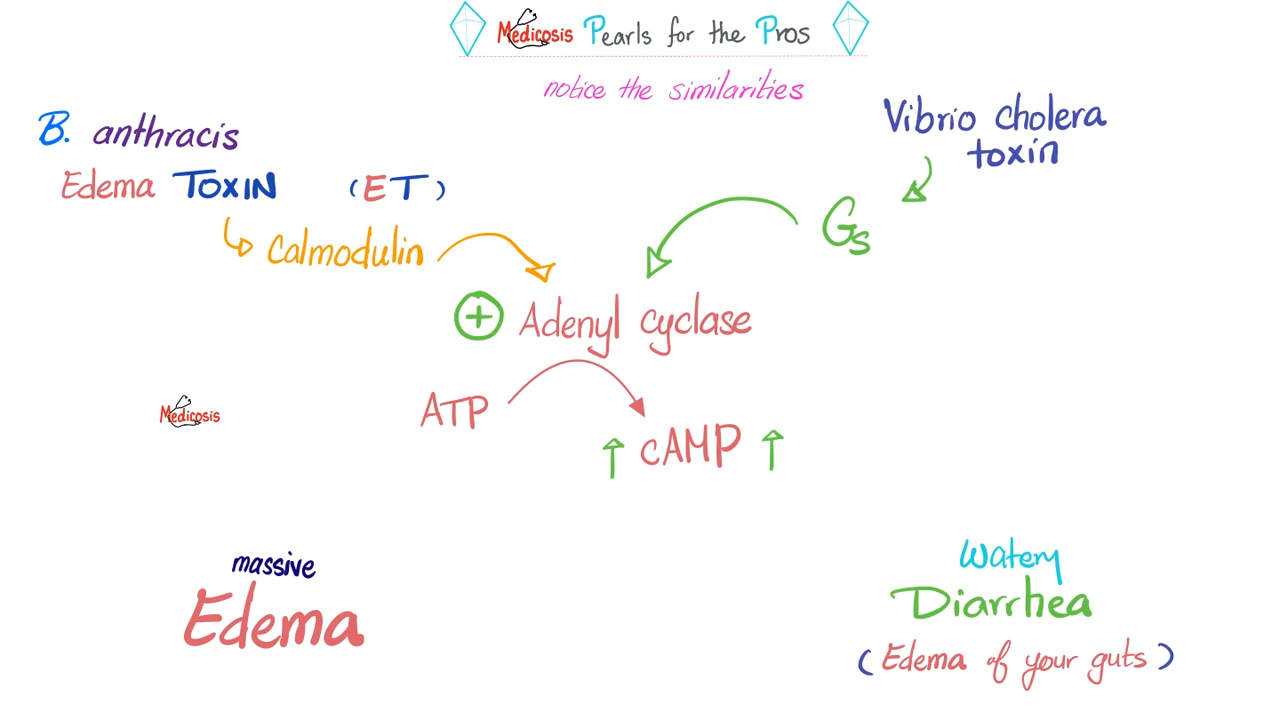 Medicosis Pearls for the Pros
notice the similarities
B. anthracis
Edema TOXIN (ET)
Calmodulin
Vibrio cholera
toxin
Gs
+ Adenyl cyclase
ATP
↑ cAMP ↑
Medicosis
massive
Edema
Watery
Diarrhea
(Edema of your guts)